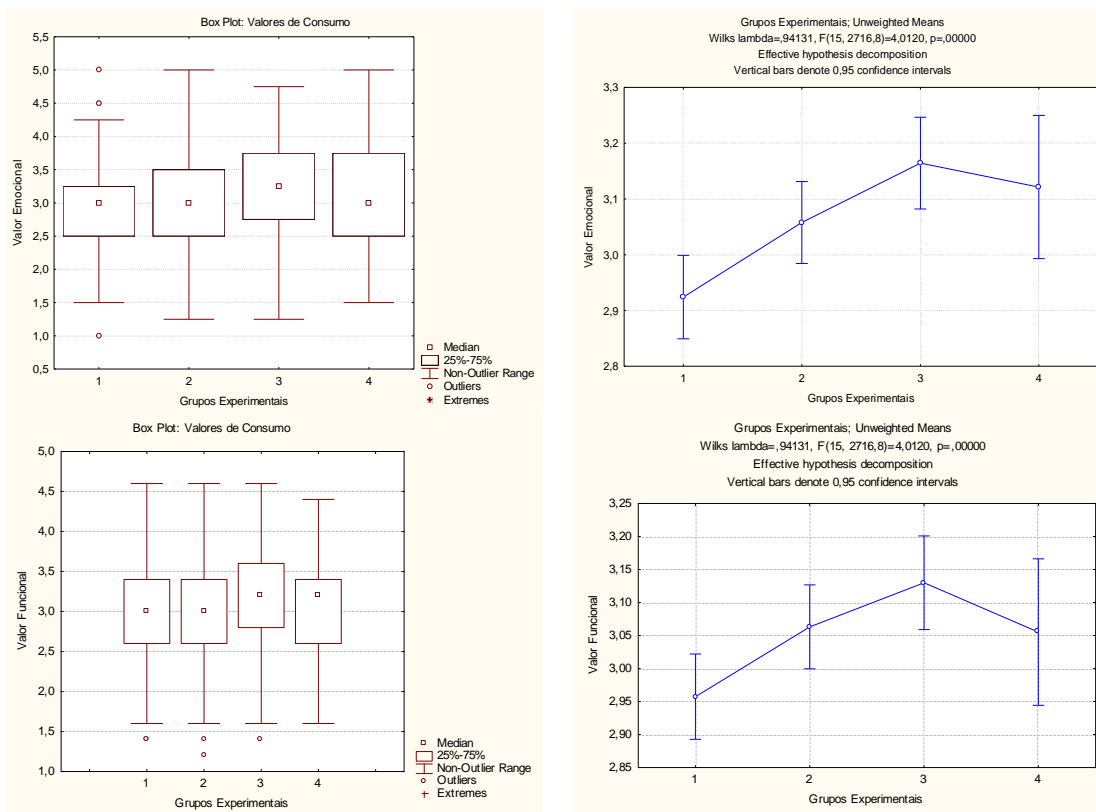 Box Plot: Valores de Consumo
5,5
5,0
4,5
4,0
3,5
3,0
2,5
2,0
1,5
1,0
0,5
Valor Emocional
1 2 3 4
Grupos Experimentais
Median
25%-75%
Non-Outlier Range
Outliers
Extremes
Grupos Experimentais; Unweighted Means
Wilks lambda=,94131, F(15, 2716,8)=4,0120, p=,00000
Effective hypothesis decomposition
Vertical bars denote 0,95 confidence intervals
3,3
3,2
3,1
3,0
2,9
2,8
Valor Emocional
1 2 3 4
Grupos Experimentais
Box Plot: Valores de Consumo
5,0
4,5
4,0
3,5
3,0
2,5
2,0
1,5
1,0
Valor Funcional
1 2 3 4
Grupos Experimentais
Median
25%-75%
Non-Outlier Range
Outliers
Extremes
Grupos Experimentais; Unweighted Means
Wilks lambda=,94131, F(15, 2716,8)=4,0120, p=,00000
Effective hypothesis decomposition
Vertical bars denote 0,95 confidence intervals
3,25
3,20
3,15
3,10
3,05
3,00
2,95
2,90
2,85
Valor Funcional
1 2 3 4
Grupos Experimentais